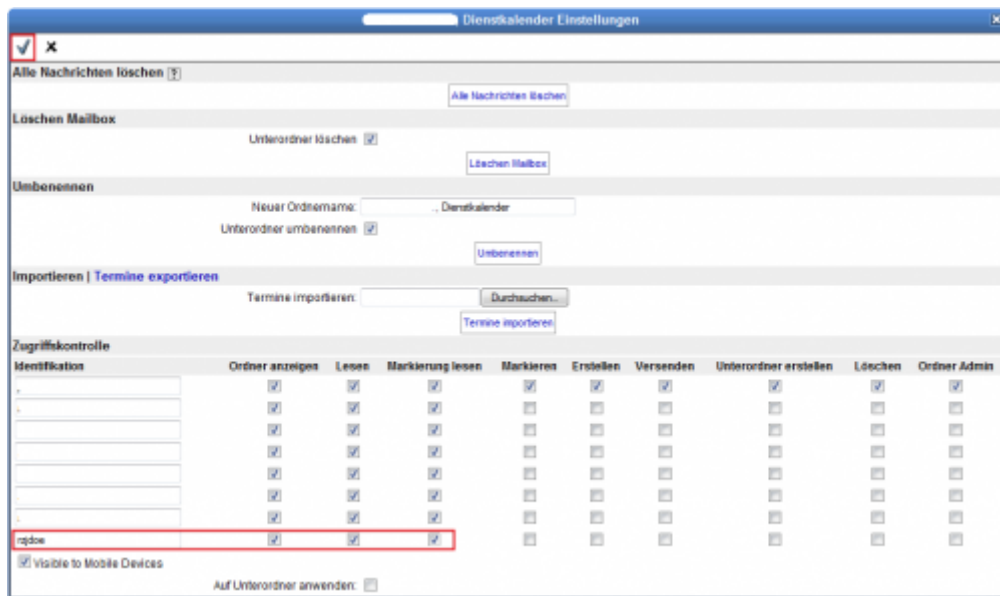 Dienstkalender Einstellungen
Alle Nachrichten löschen [?]
Alle Nachrichten löschen
Löschen Mailbox
Unterordner löschen
Löschen Mailbox
Umbenennen
Neuer Ordnername: ., Dienstkalender
Unterordner umbenennen
Umbenennen
Importieren | Termine exportieren
Termine importieren: Durchsuchen...
Termine importieren
Zugriffskontrolle
Identifikation Ordner anzeigen Lesen Markierung lesen Markieren Erstellen Versenden Unterordner erstellen Löschen Ordner Admin
rzjdoe
Visible to Mobile Devices
Auf Unterordner anwenden: